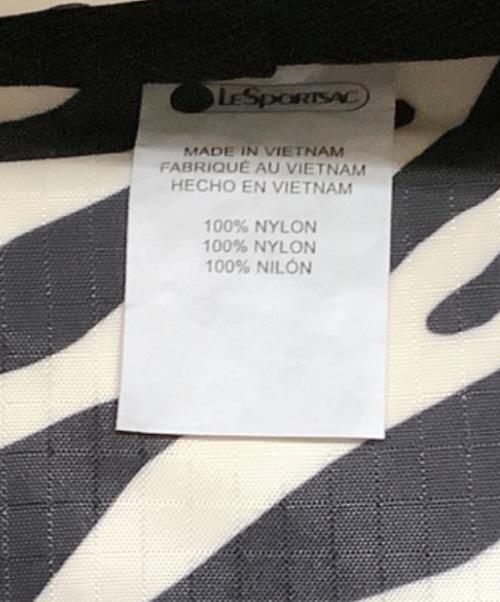 LeSportsac
MADE IN VIETNAM
FABRIQUÉ AU VIETNAM
HECHO EN VIETNAM
100% NYLON
100% NYLON
100% NILÓN